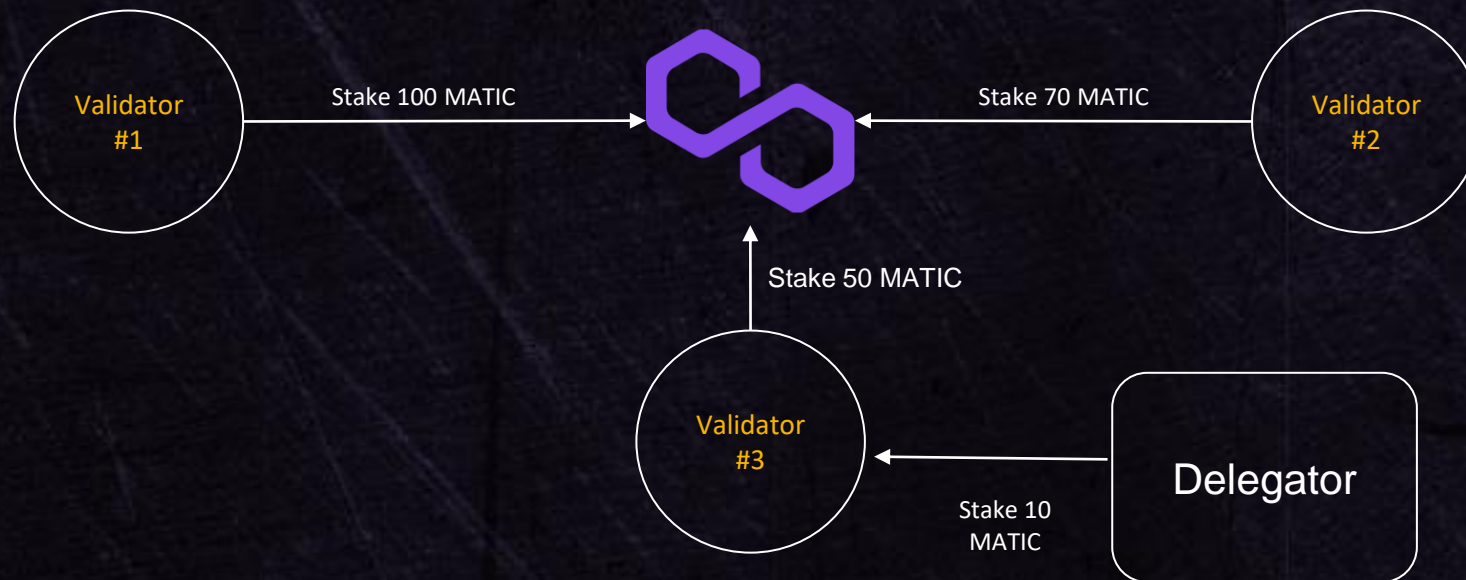 Validator
#1
Stake 100 MATIC
Stake 70 MATIC
Validator
#2
Stake 50 MATIC
Validator
#3
Stake 10
MATIC
Delegator